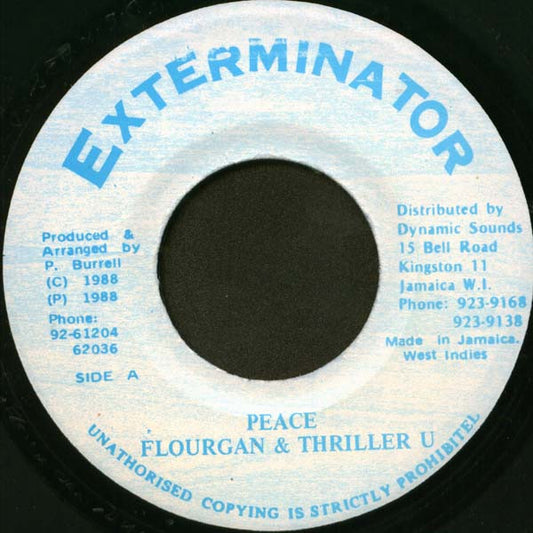 EXTERMINATOR
Produced &
Arranged by
P. Burrell
(C) 1988
(P) 1988
Phone:
92-61204
62036
SIDE A
Distributed by
Dynamic Sounds
15 Bell Road
Kingston 11
Jamaica W.I.
Phone: 923-9168
923-9138
Made in Jamaica.
West Indies
PEACE
FLOURGAN & THRILLER U
UNATHORISED COPYING IS STRICTLY PROHIBITEL